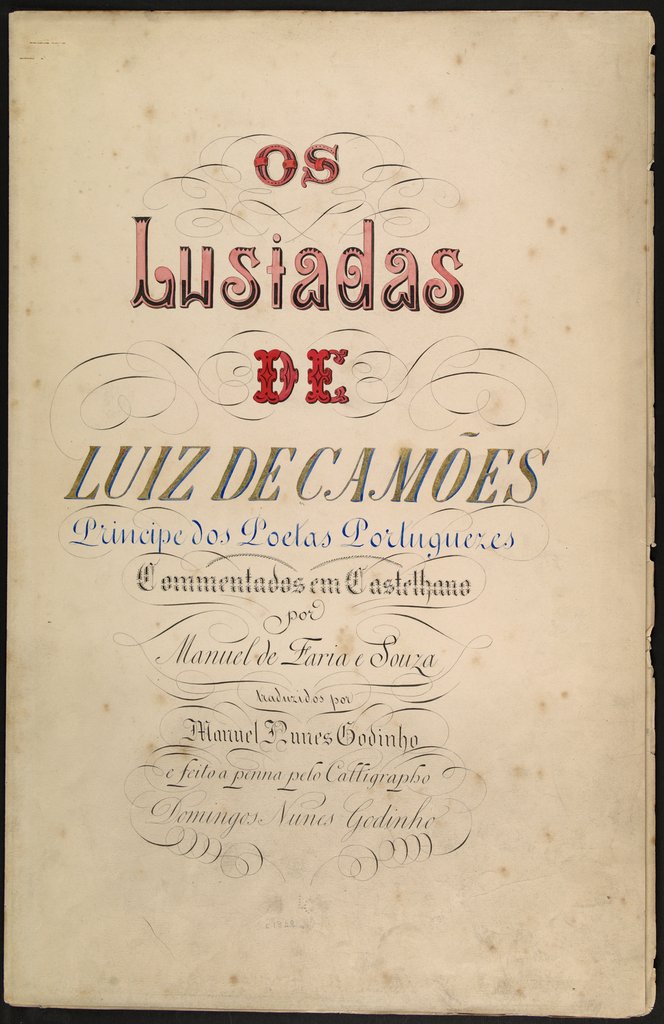 OS
Lusiadas
DE
LUIZ DE CAMÕES
Principe dos Poetas Portuguezes
Commentados em Castelhano
por
Manuel de Faria e Souza
traduzidos por
Manuel Nunes Godinho
e feito a penna pelo Calligrapho
Domingos Nunes Godinho